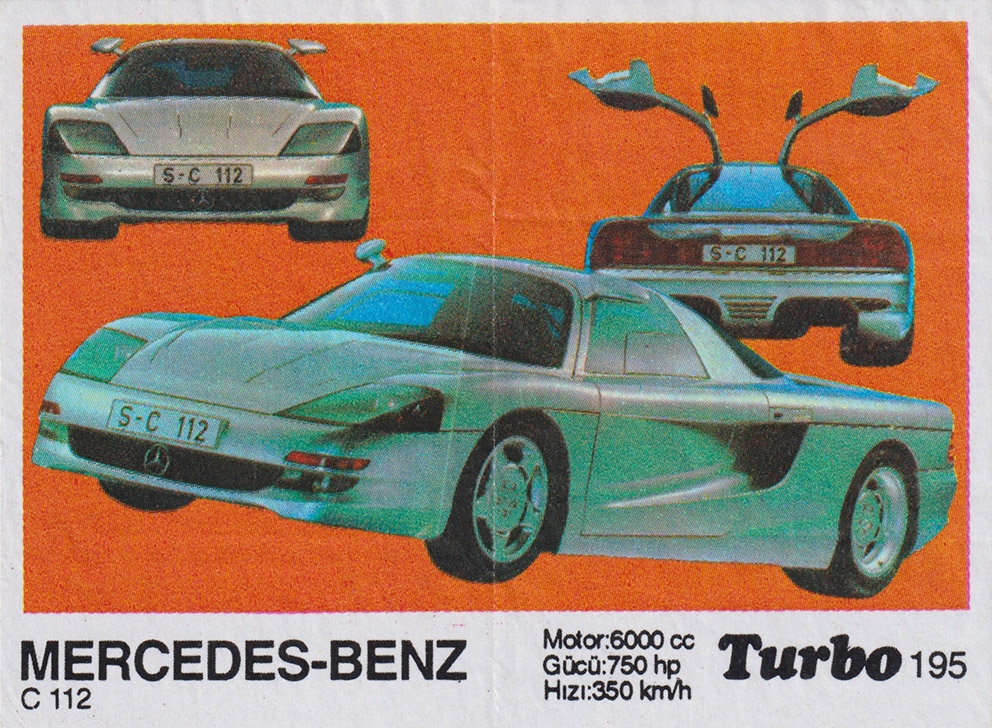 S-C 112
S-C 112
S-C 112
MERCEDES-BENZ
C 112
Motor:6000 cc
Gücü:750 hp
Hızı:350 km/h
Turbo 195